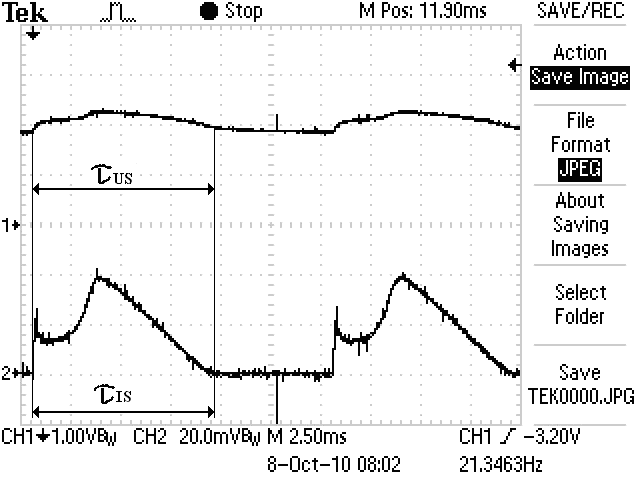 Tek Stop M Pos: 11.90ms SAVE/REC
Action
Save Image
File
Format
JPEG
About
Saving
Images
Select
Folder
Save
TEK0000.JPG
τUS
1
2
τIS
CH1 1.00VBW CH2 20.0mVBW M 2.50ms CH1 -3.20V
8-Oct-10 08:02 21.3463Hz